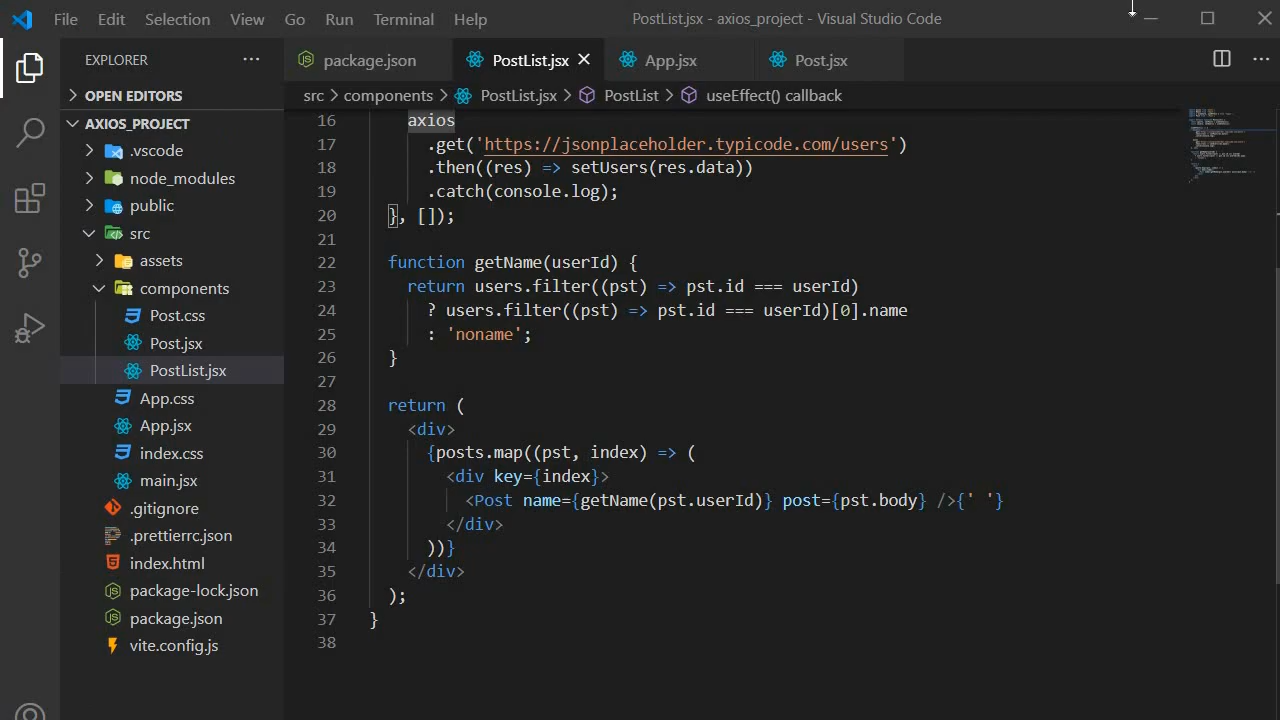 File Edit Selection View Go Run Terminal Help PostList.jsx - axios_project - Visual Studio Code
EXPLORER ···
package.json PostList.jsx App.jsx Post.jsx
src > components > PostList.jsx > PostList > useEffect() callback
OPEN EDITORS
AXIOS_PROJECT
.vscode
node_modules
public
src
assets
components
Post.css
Post.jsx
PostList.jsx
App.css
App.jsx
index.css
main.jsx
.gitignore
.prettierrc.json
index.html
package-lock.json
package.json
vite.config.js
16 axios
17 .get('https://jsonplaceholder.typicode.com/users')
18 .then((res) => setUsers(res.data))
19 .catch(console.log);
20 }, []);
21
22 function getName(userId) {
23 return users.filter((pst) => pst.id === userId)
24 ? users.filter((pst) => pst.id === userId)[0].name
25 : 'noname';
26 }
27
28 return (
29 <div>
30 {posts.map((pst, index) => (
31 <div key={index}>
32 <Post name={getName(pst.userId)} post={pst.body} />{' '}
33 </div>
34 ))}
35 </div>
36 );
37 }
38